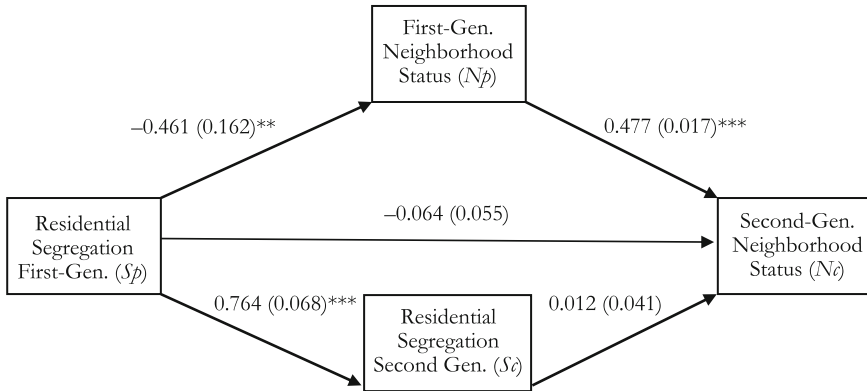 First-Gen.
Neighborhood
Status (Np)
–0.461 (0.162)**
0.477 (0.017)***
–0.064 (0.055)
Residential
Segregation
First-Gen. (Sp)
Second-Gen.
Neighborhood
Status (Nc)
0.764 (0.068)***
0.012 (0.041)
Residential
Segregation
Second Gen. (Sc)